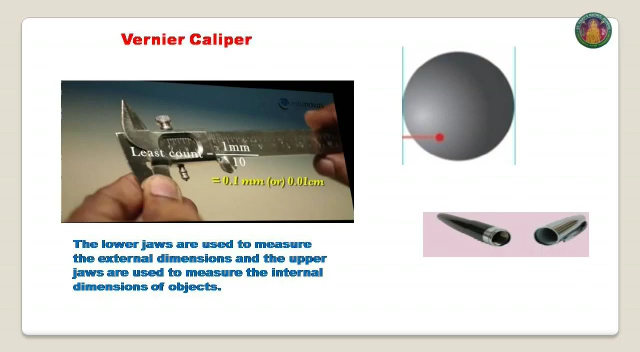 Vernier Caliper
Least count = 1mm
10
= 0.1 mm (or) 0.01cm
The lower jaws are used to measure
the external dimensions and the upper
jaws are used to measure the internal
dimensions of objects.